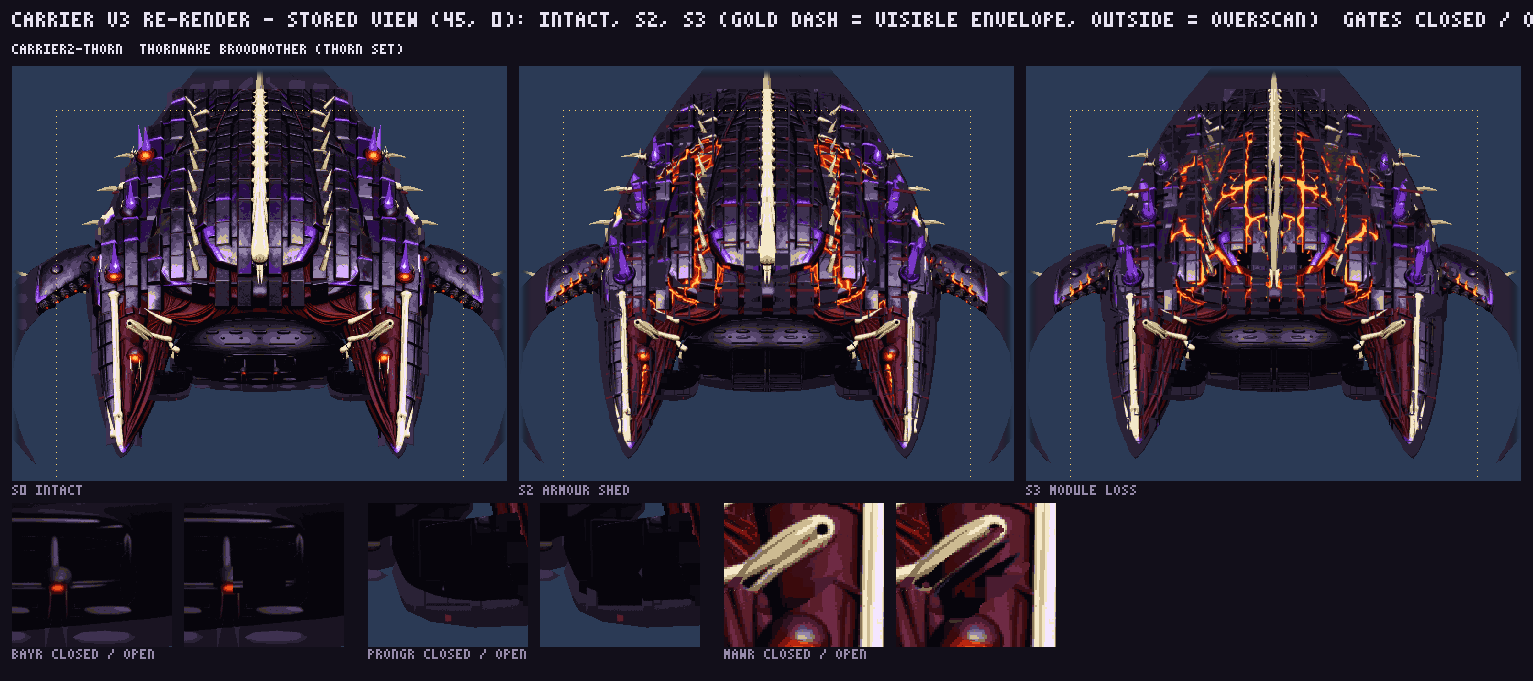 CARRIER V3 RE-RENDER - STORED VIEW (45, 0): INTACT, S2, S3 (GOLD DASH = VISIBLE ENVELOPE, OUTSIDE = OVERSCAN) GATES CLOSED /
CARRIER2-THORN THORNWAKE BROODMOTHER (THORN SET)
S0 INTACT
S2 ARMOUR SHED
S3 MODULE LOSS
BAYR CLOSED / OPEN
PRONGR CLOSED / OPEN
MAWR CLOSED / OPEN